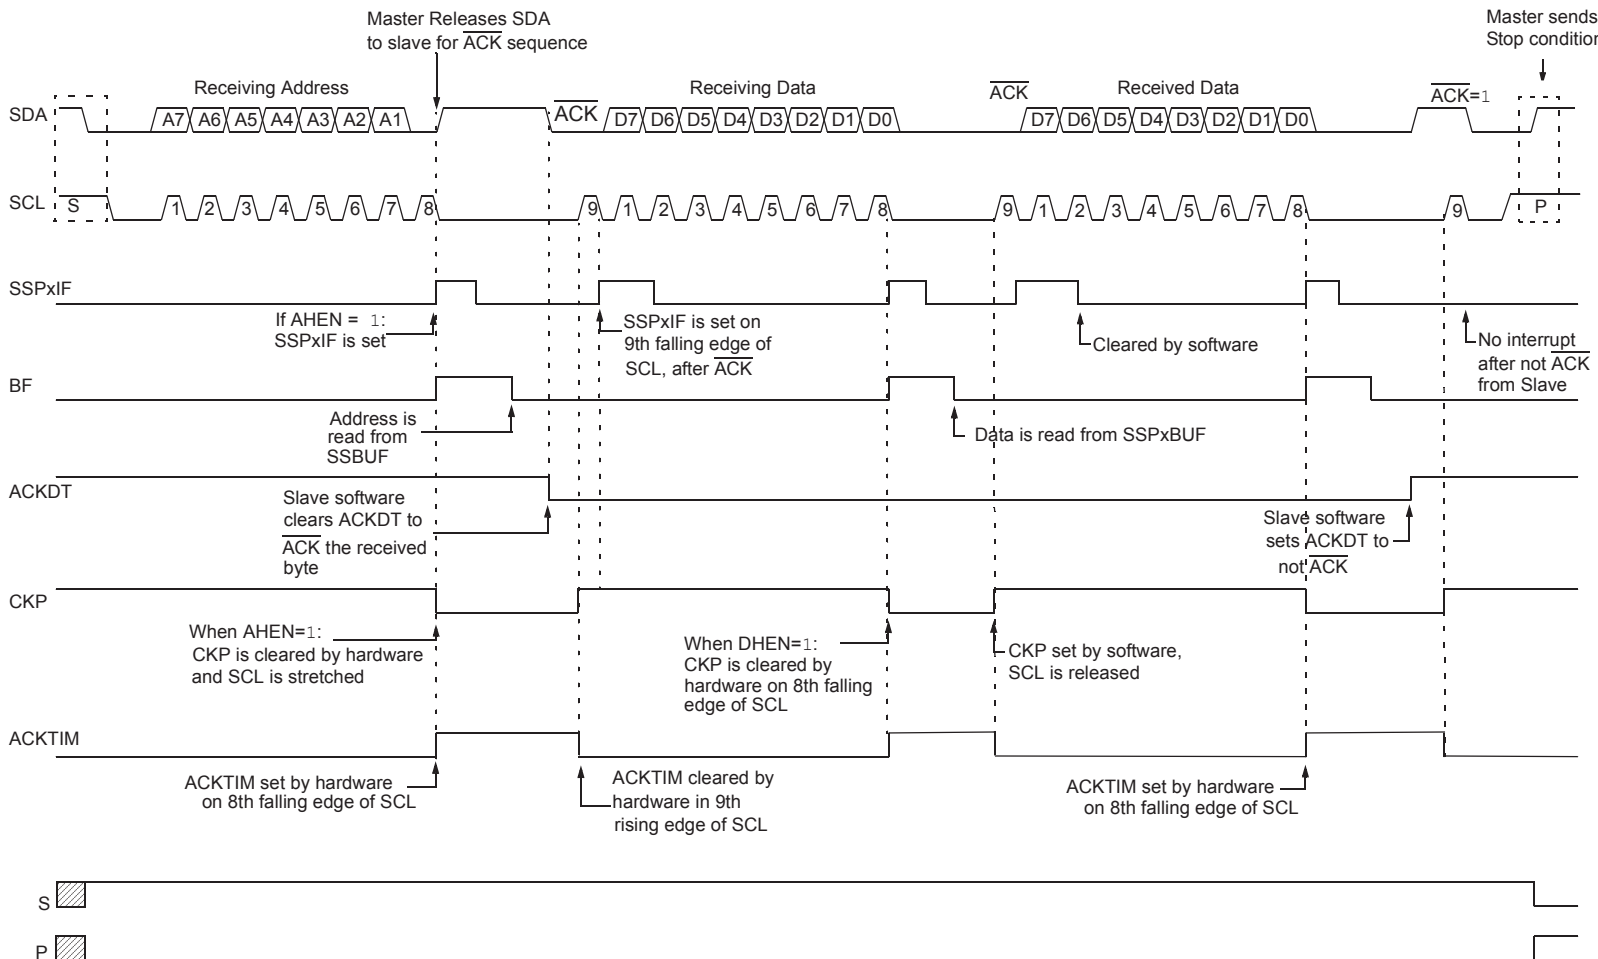 Master Releases SDA
to slave for ACK sequence
Master sends
Stop condition
Receiving Address
Receiving Data
ACK
Received Data
ACK=1
SDA
A7 A6 A5 A4 A3 A2 A1
ACK
D7 D6 D5 D4 D3 D2 D1 D0
D7 D6 D5 D4 D3 D2 D1 D0
SCL
S
1 2 3 4 5 6 7 8
9 1 2 3 4 5 6 7 8
9 1 2 3 4 5 6 7 8
9
P
SSPxIF
If AHEN = 1:
SSPxIF is set
SSPxIF is set on
9th falling edge of
SCL, after ACK
Cleared by software
No interrupt
after not ACK
from Slave
BF
Address is
read from
SSBUF
Data is read from SSPxBUF
ACKDT
Slave software
clears ACKDT to
ACK the received
byte
Slave software
sets ACKDT to
not ACK
CKP
When AHEN=1:
CKP is cleared by hardware
and SCL is stretched
When DHEN=1:
CKP is cleared by
hardware on 8th falling
edge of SCL
CKP set by software,
SCL is released
ACKTIM
ACKTIM set by hardware
on 8th falling edge of SCL
ACKTIM cleared by
hardware in 9th
rising edge of SCL
ACKTIM set by hardware
on 8th falling edge of SCL
S
P